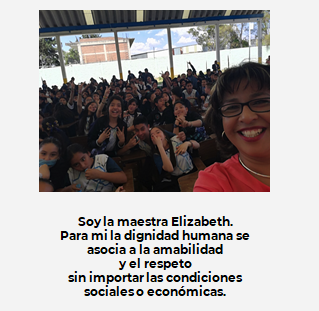 Soy la maestra Elizabeth.
Para mi la dignidad humana se
asocia a la amabilidad
y el respeto
sin importar las condiciones
sociales o económicas.